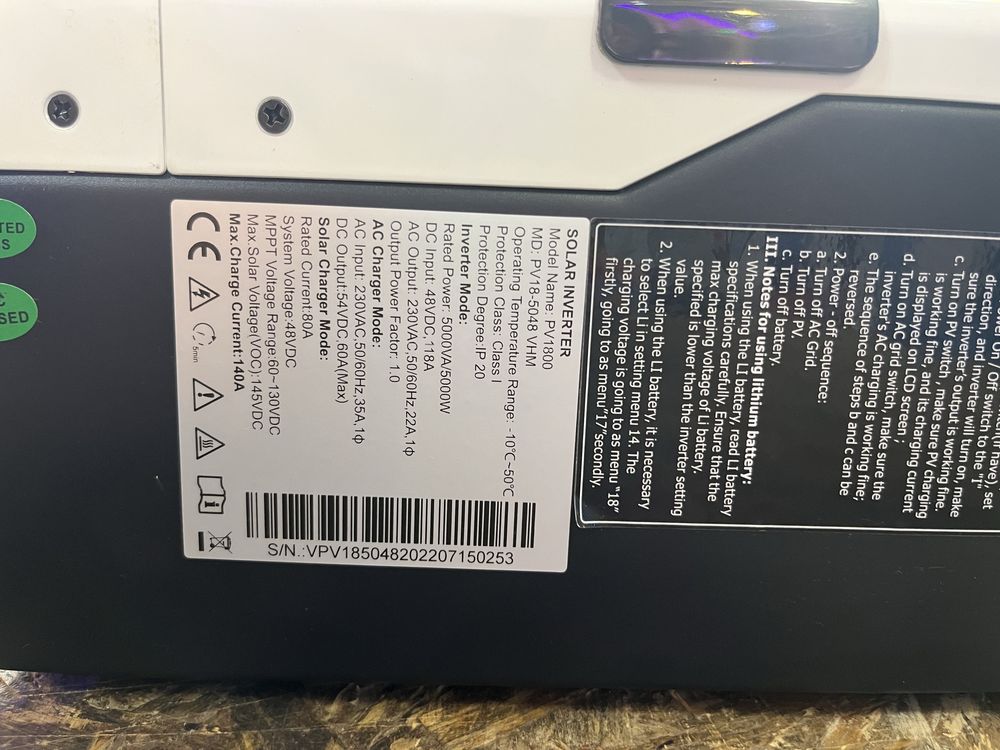 SOLAR INVERTER
Model Name: PV1800
MD: PV18-5048 VHM
Operating Temperature Range: -10℃~50℃
Protection Class: Class I
Protection Degree:IP 20
Inverter Mode:
Rated Power: 5000VA/5000W
DC Input: 48VDC,118A
AC Output: 230VAC,50/60Hz,22A,1ϕ
Output Power Factor: 1.0
AC Charger Mode:
AC Input: 230VAC,50/60Hz,35A,1ϕ
DC Output:54VDC,60A(Max)
Solar Charger Mode:
Rated Current:80A
System Voltage:48VDC
MPPT Voltage Range:60~130VDC
Max.Solar Voltage(VOC):145VDC
Max.Charge Current:140A
CE
5min
S/N.:VPV185048202207150253
have), set
direction, and On / Off switch to the "I"
sure the inverter will turn on, make
is working fine.
c. Turn on PV switch, make sure PV charging
is working fine, and its charging current
is displayed on LCD screen ;
d. Turn on AC grid switch, make sure the
inverter's AC charging is working fine;
e. The sequence of steps b and c can be
reversed.
2. Power - off sequence:
a. Turn off AC Grid.
b. Turn off PV.
c. Turn off battery.
III. Notes for using lithium battery:
1. When using the LI battery, read LI battery
specifications carefully, Ensure that the
max charging voltage of Li battery.
specified is lower than the inverter setting
value
2. When using the LI battery, it is necessary
to select Li in setting menu 14. The
charging voltage is going to as menu "18"
firstly going to as menu"17"secondly,
TED
S
SED